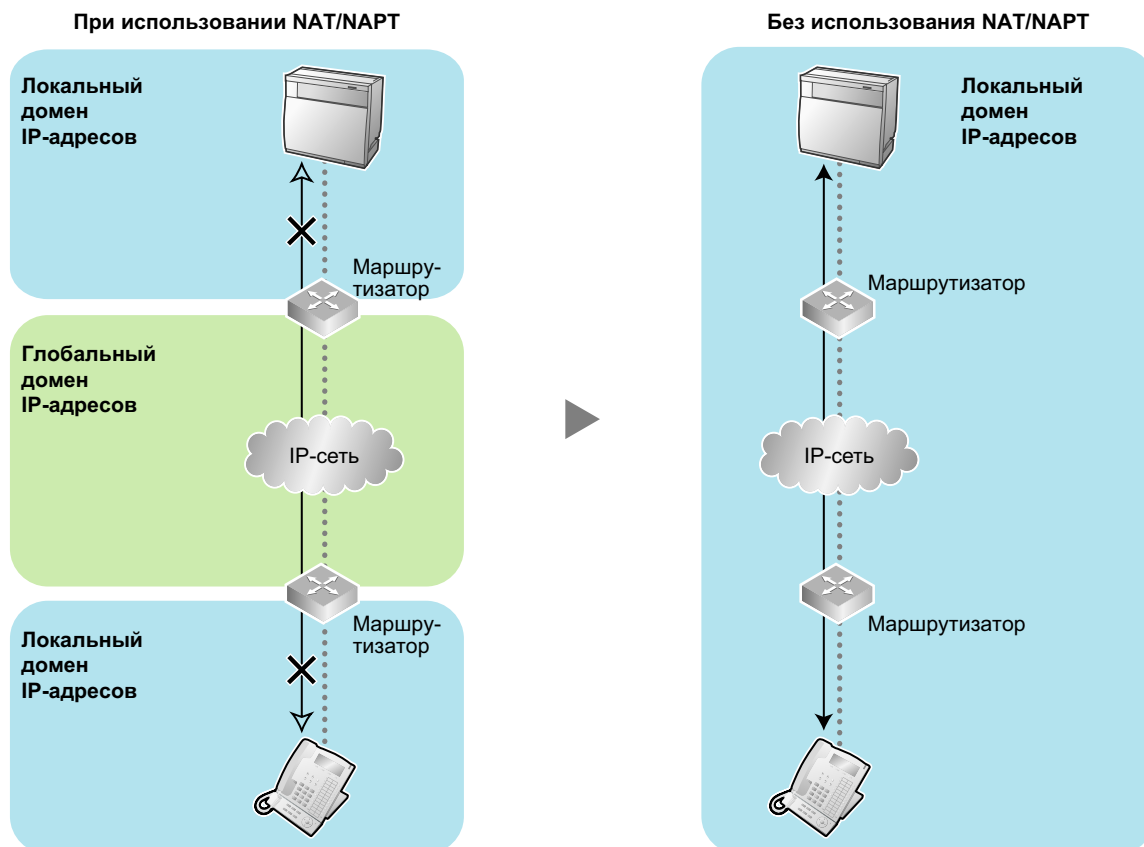 При использовании NAT/NAPT
Локальный
домен
IP-адресов
Маршру-
тизатор
Глобальный
домен
IP-адресов
IP-сеть
Маршру-
тизатор
Локальный
домен
IP-адресов
Без использования NAT/NAPT
Локальный
домен
IP-адресов
Маршрутизатор
IP-сеть
Маршрутизатор